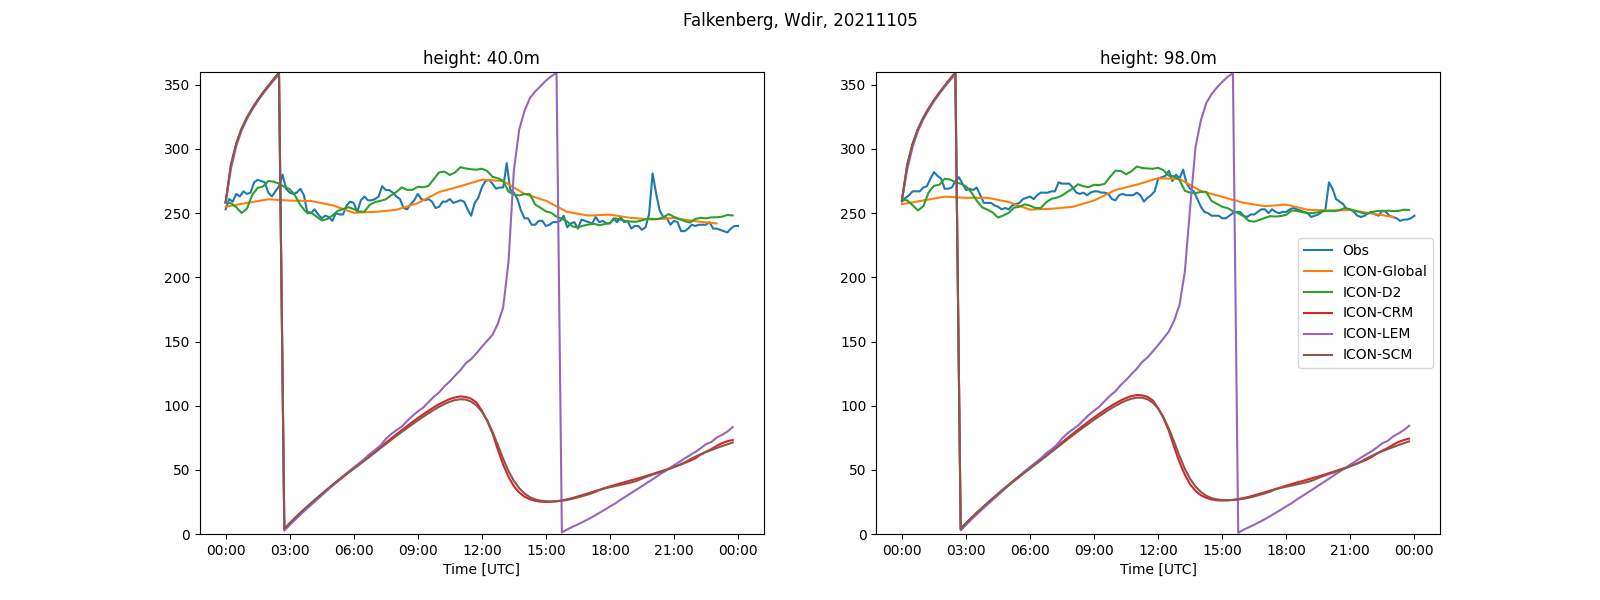 Falkenberg, Wdir, 20211105
height: 40.0m
350
300
250
200
150
100
50
0
00:00 03:00 06:00 09:00 12:00 15:00 18:00 21:00 00:00
Time [UTC]
height: 98.0m
350
300
250
200
150
100
50
0
Obs
ICON-Global
ICON-D2
ICON-CRM
ICON-LEM
ICON-SCM
00:00 03:00 06:00 09:00 12:00 15:00 18:00 21:00 00:00
Time [UTC]